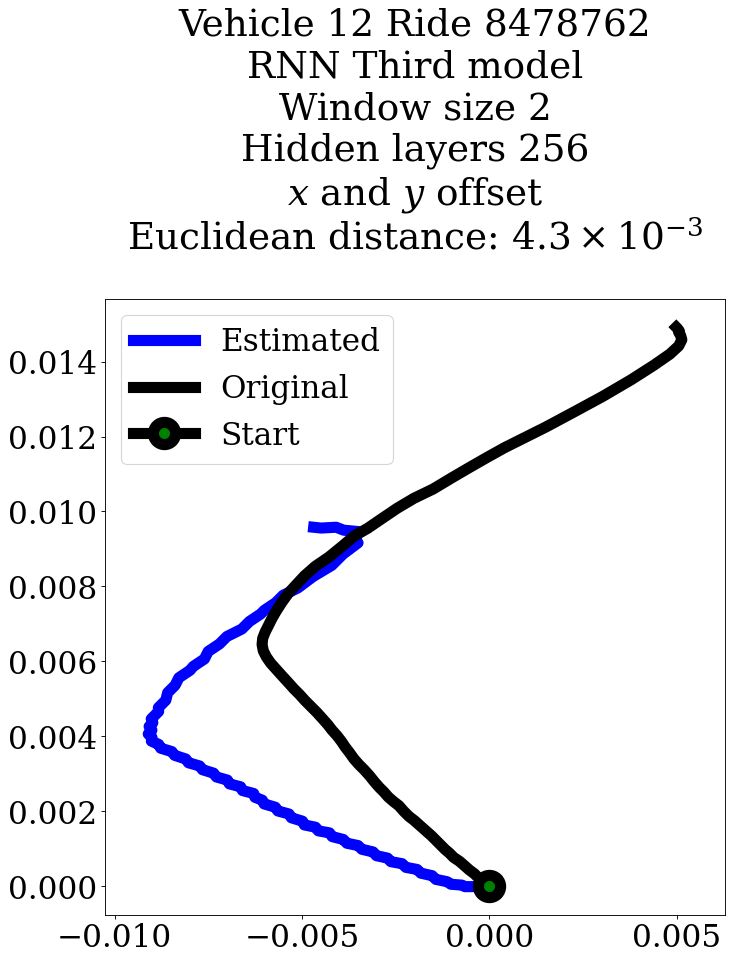 Vehicle 12 Ride 8478762
RNN Third model
Window size 2
Hidden layers 256
x and y offset
Euclidean distance: 4.3 × 10⁻³
Estimated
Original
Start
0.014
0.012
0.010
0.008
0.006
0.004
0.002
0.000
−0.010 −0.005 0.000 0.005